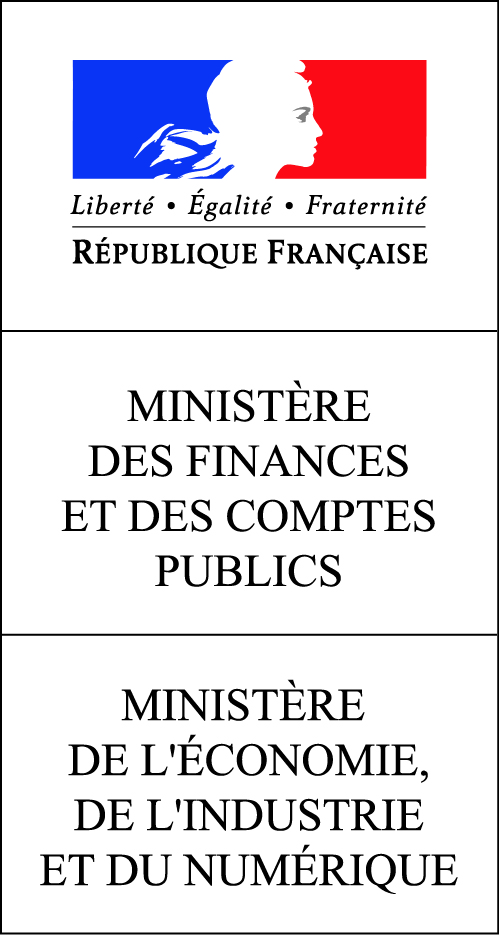 Liberté • Égalité • Fraternité
RÉPUBLIQUE FRANÇAISE
MINISTÈRE
DES FINANCES
ET DES COMPTES
PUBLICS
MINISTÈRE
DE L'ÉCONOMIE,
DE L'INDUSTRIE
ET DU NUMÉRIQUE